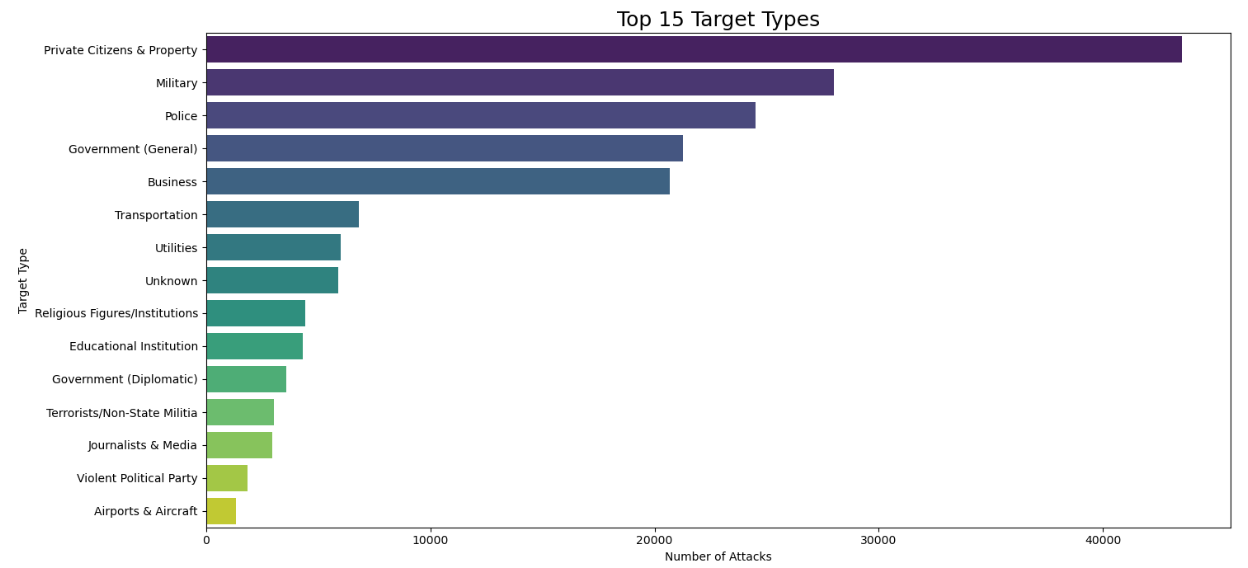 Top 15 Target Types
Target Type
Private Citizens & Property
Military
Police
Government (General)
Business
Transportation
Utilities
Unknown
Religious Figures/Institutions
Educational Institution
Government (Diplomatic)
Terrorists/Non-State Militia
Journalists & Media
Violent Political Party
Airports & Aircraft
0 10000 20000 30000 40000
Number of Attacks